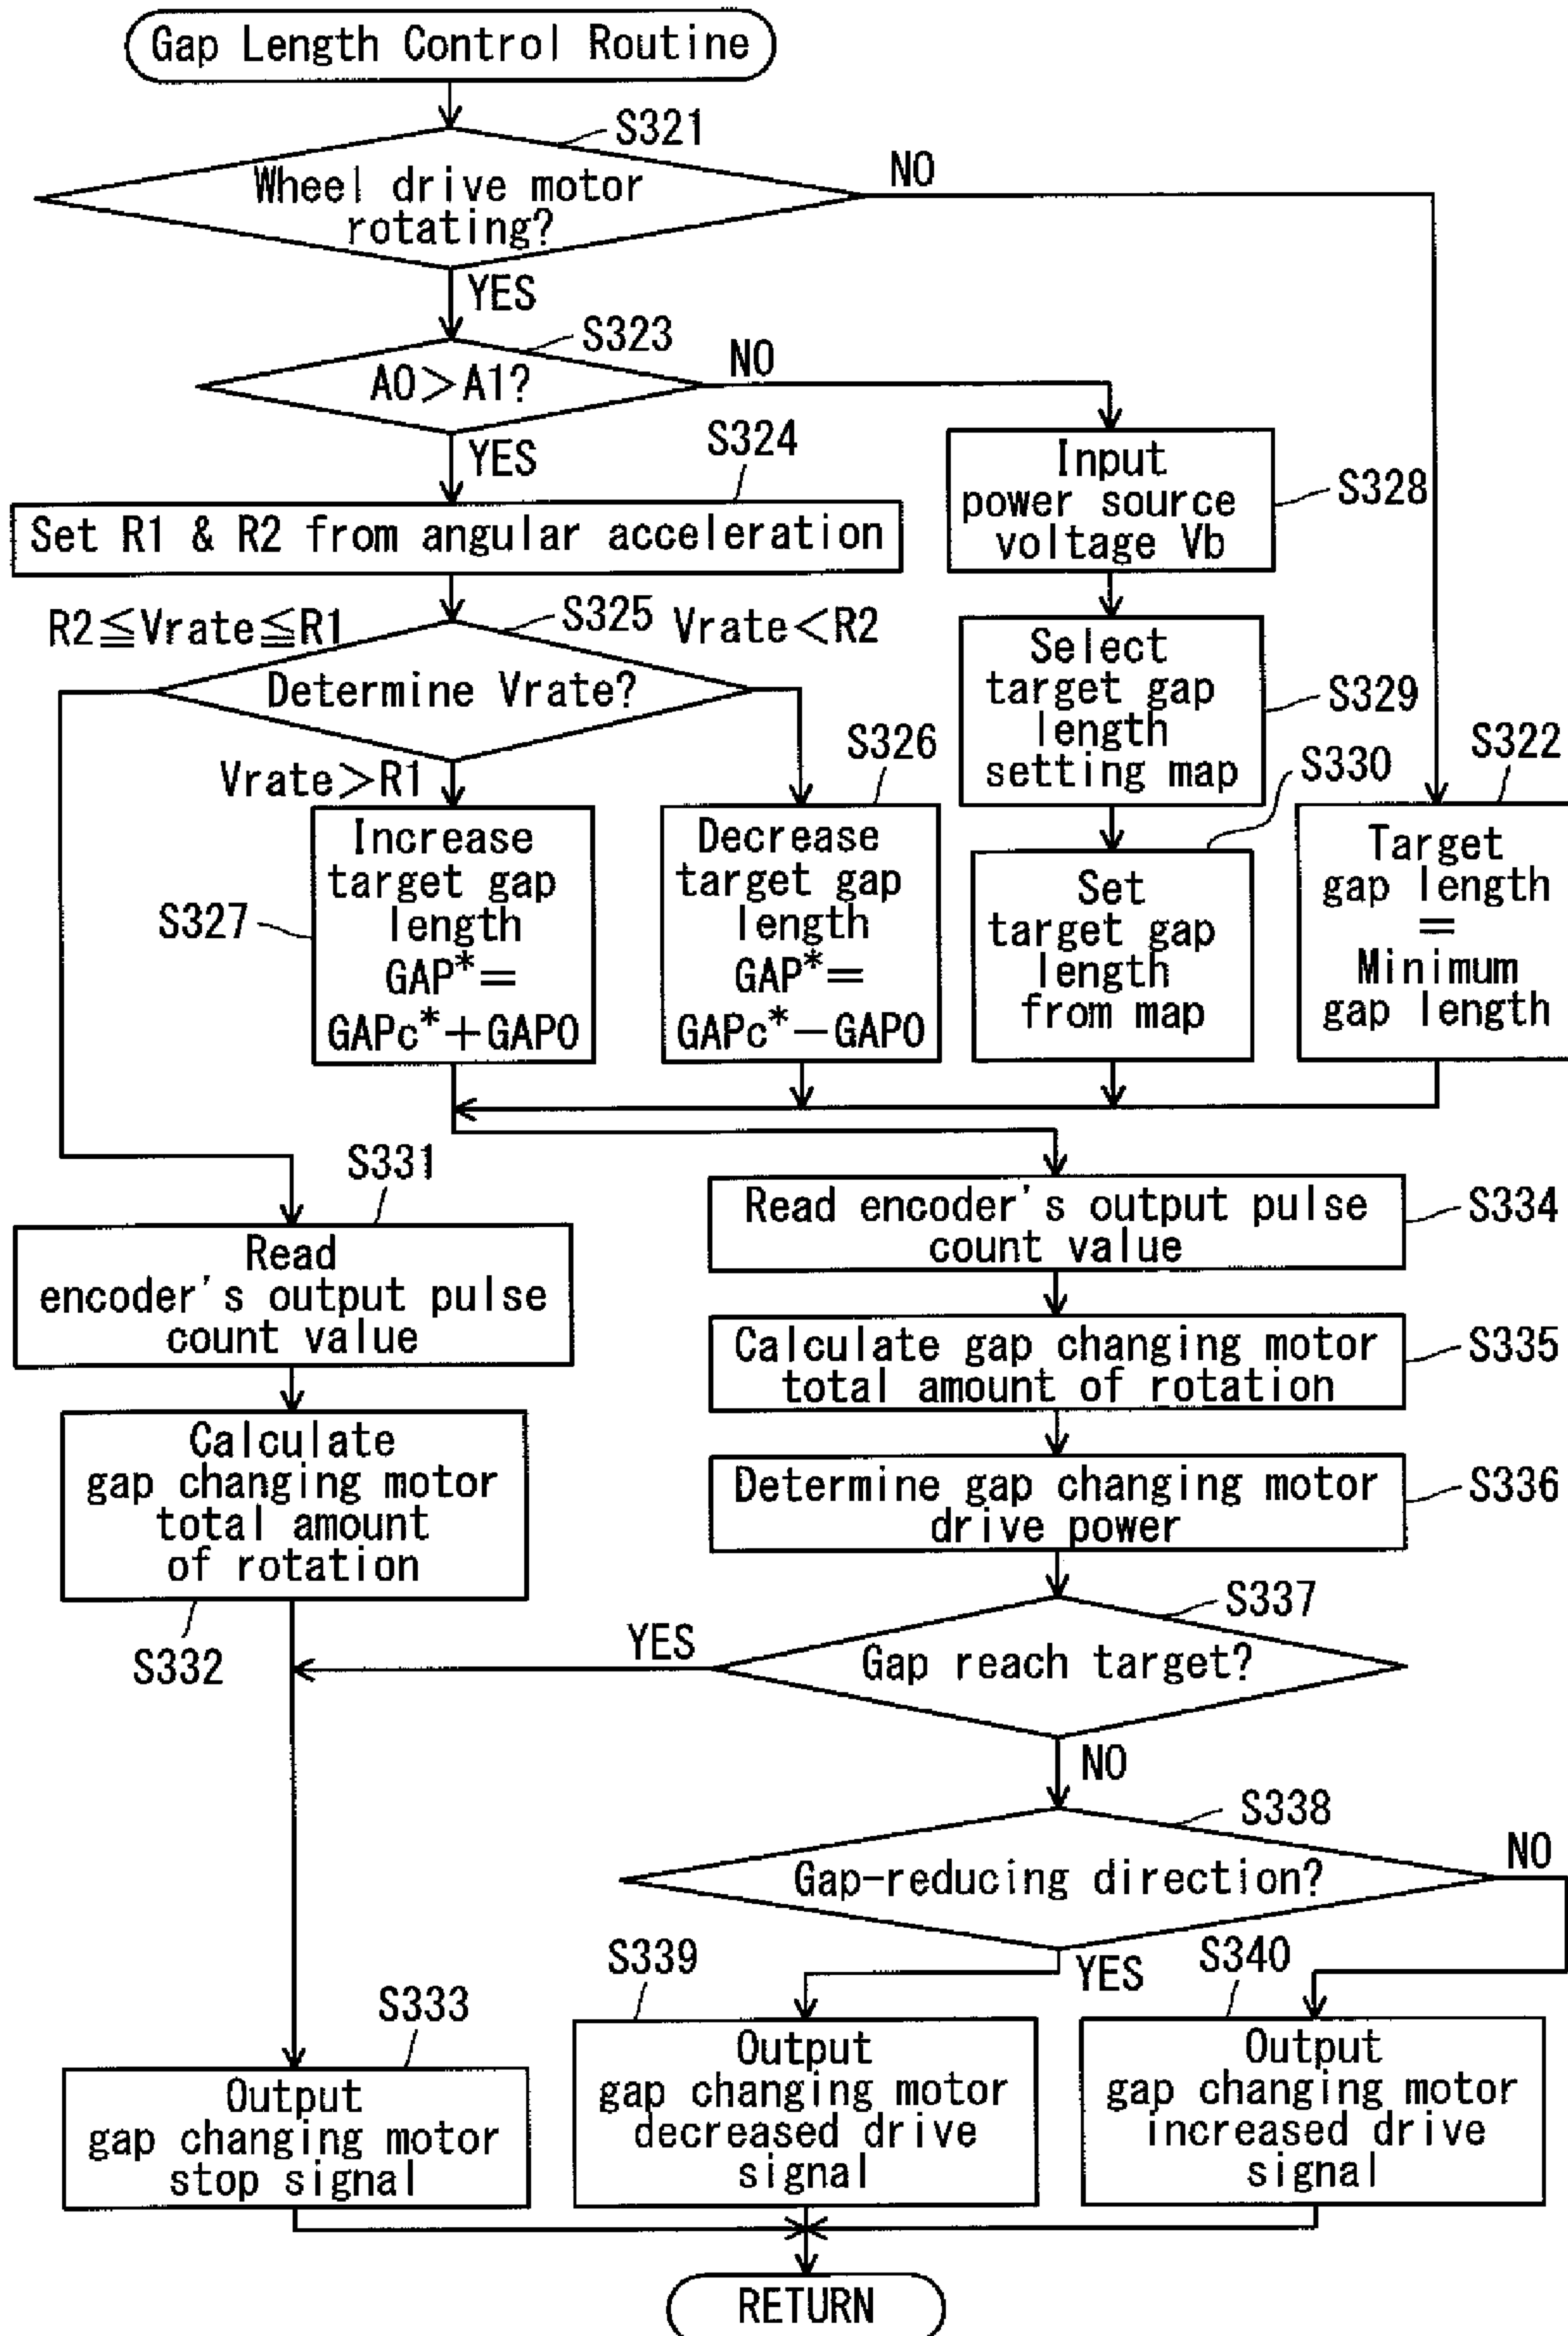 Gap Length Control Routine
S321
Wheel drive motor
rotating?
NO
YES
S323
A0>A1?
NO
YES
S324
Set R1 & R2 from angular acceleration
Input
power source
voltage Vb
S328
R2≦Vrate≦R1
S325
Vrate<R2
Determine Vrate?
Vrate>R1
Select
target gap
length
setting map
S329
S326
S330
S322
S327
Increase
target gap
length
GAP*=
GAPc*+GAP0
Decrease
target gap
length
GAP*=
GAPc*−GAP0
Set
target gap
length
from map
Target
gap length
=
Minimum
gap length
S331
Read
encoder's output pulse
count value
Read encoder's output pulse
count value
S334
Calculate gap changing motor
total amount of rotation
S335
Calculate
gap changing motor
total amount
of rotation
S332
Determine gap changing motor
drive power
S336
S337
Gap reach target?
YES
NO
S338
Gap-reducing direction?
NO
YES
S339
S340
S333
Output
gap changing motor
stop signal
Output
gap changing motor
decreased drive
signal
Output
gap changing motor
increased drive
signal
RETURN